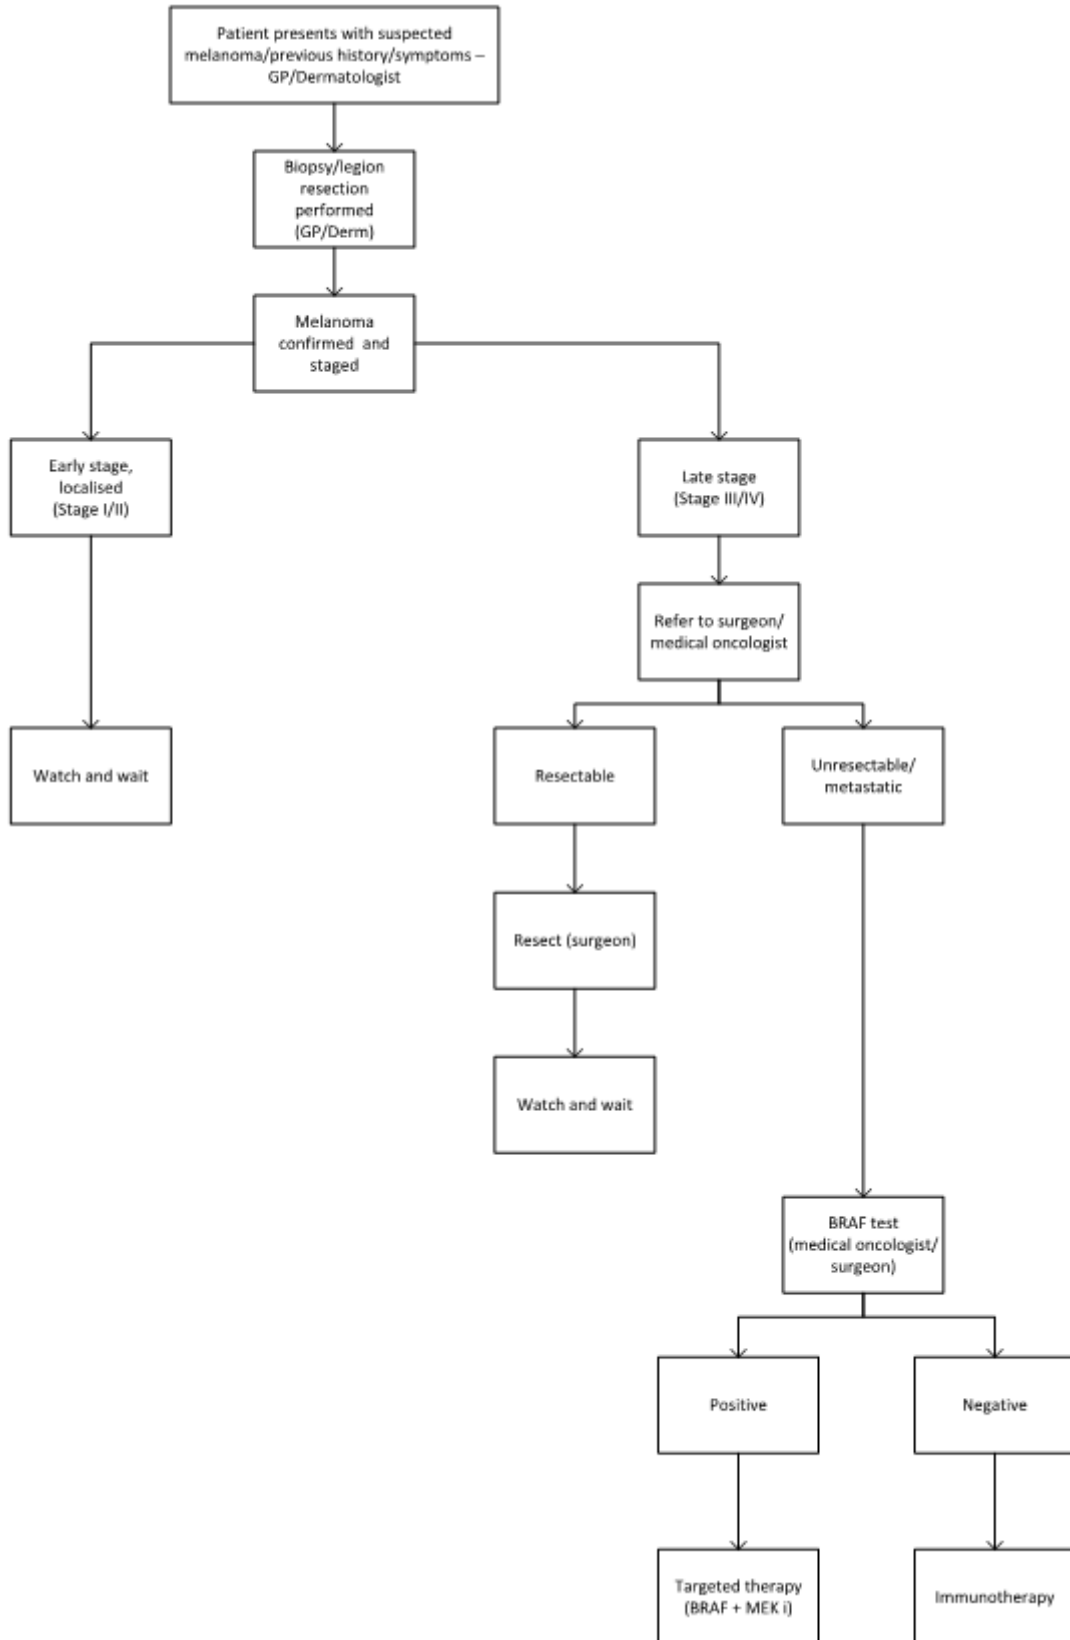 Patient presents with suspected
melanoma/previous history/symptoms –
GP/Dermatologist
Biopsy/legion
resection
performed
(GP/Derm)
Melanoma
confirmed and
staged
Early stage,
localised
(Stage I/II)
Late stage
(Stage III/IV)
Refer to surgeon/
medical oncologist
Watch and wait
Resectable
Unresectable/
metastatic
Resect (surgeon)
Watch and wait
BRAF test
(medical oncologist/
surgeon)
Positive
Negative
Targeted therapy
(BRAF + MEK i)
Immunotherapy